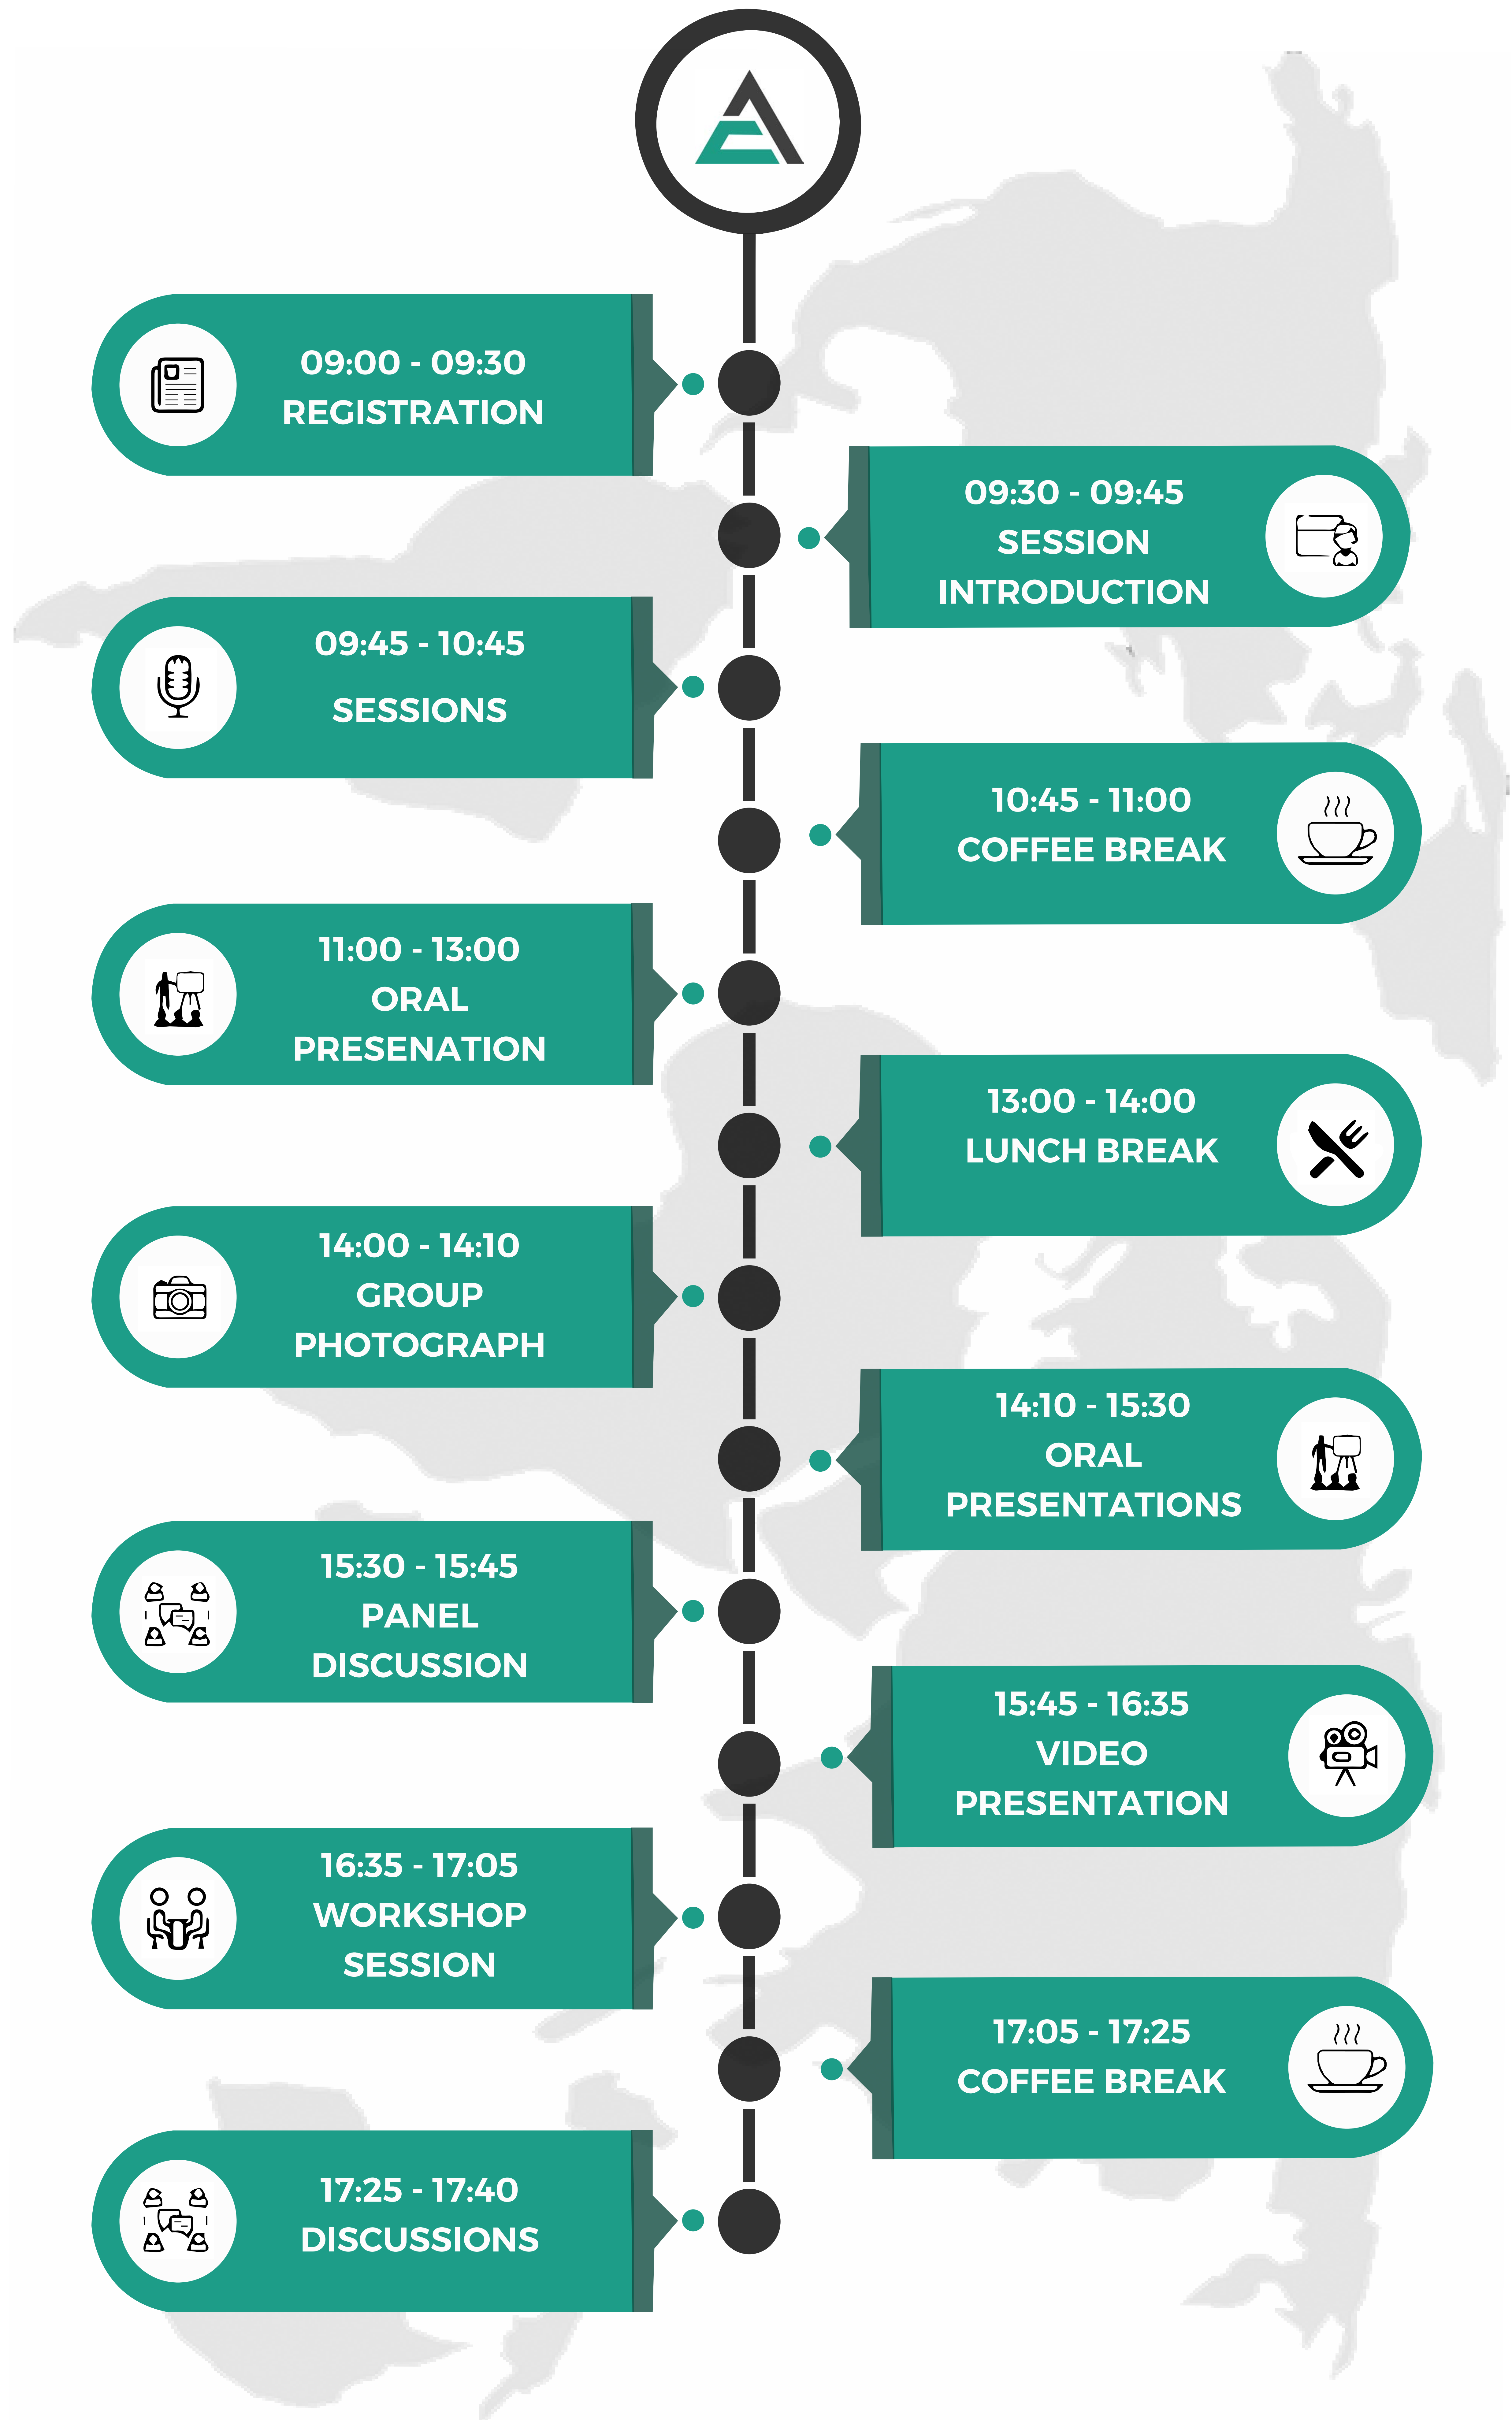 09:00 - 09:30
REGISTRATION
09:30 - 09:45
SESSION
INTRODUCTION
09:45 - 10:45
SESSIONS
10:45 - 11:00
COFFEE BREAK
11:00 - 13:00
ORAL
PRESENATION
13:00 - 14:00
LUNCH BREAK
14:00 - 14:10
GROUP
PHOTOGRAPH
14:10 - 15:30
ORAL
PRESENTATIONS
15:30 - 15:45
PANEL
DISCUSSION
15:45 - 16:35
VIDEO
PRESENTATION
16:35 - 17:05
WORKSHOP
SESSION
17:05 - 17:25
COFFEE BREAK
17:25 - 17:40
DISCUSSIONS